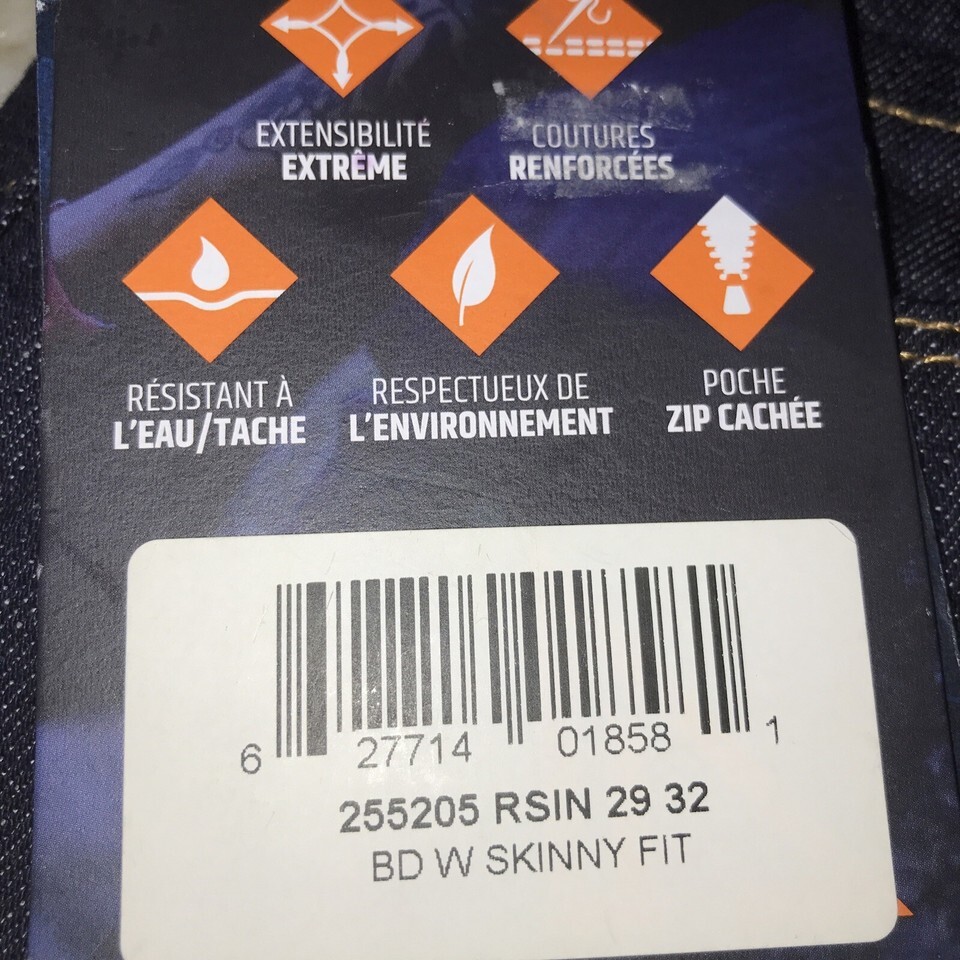 EXTENSIBILITÉ
EXTRÊME
COUTURES
RENFORCÉES
RÉSISTANT À
L'EAU/TACHE
RESPECTUEUX DE
L'ENVIRONNEMENT
POCHE
ZIP CACHÉE
6 27714 01858 1
255205 RSIN 29 32
BD W SKINNY FIT